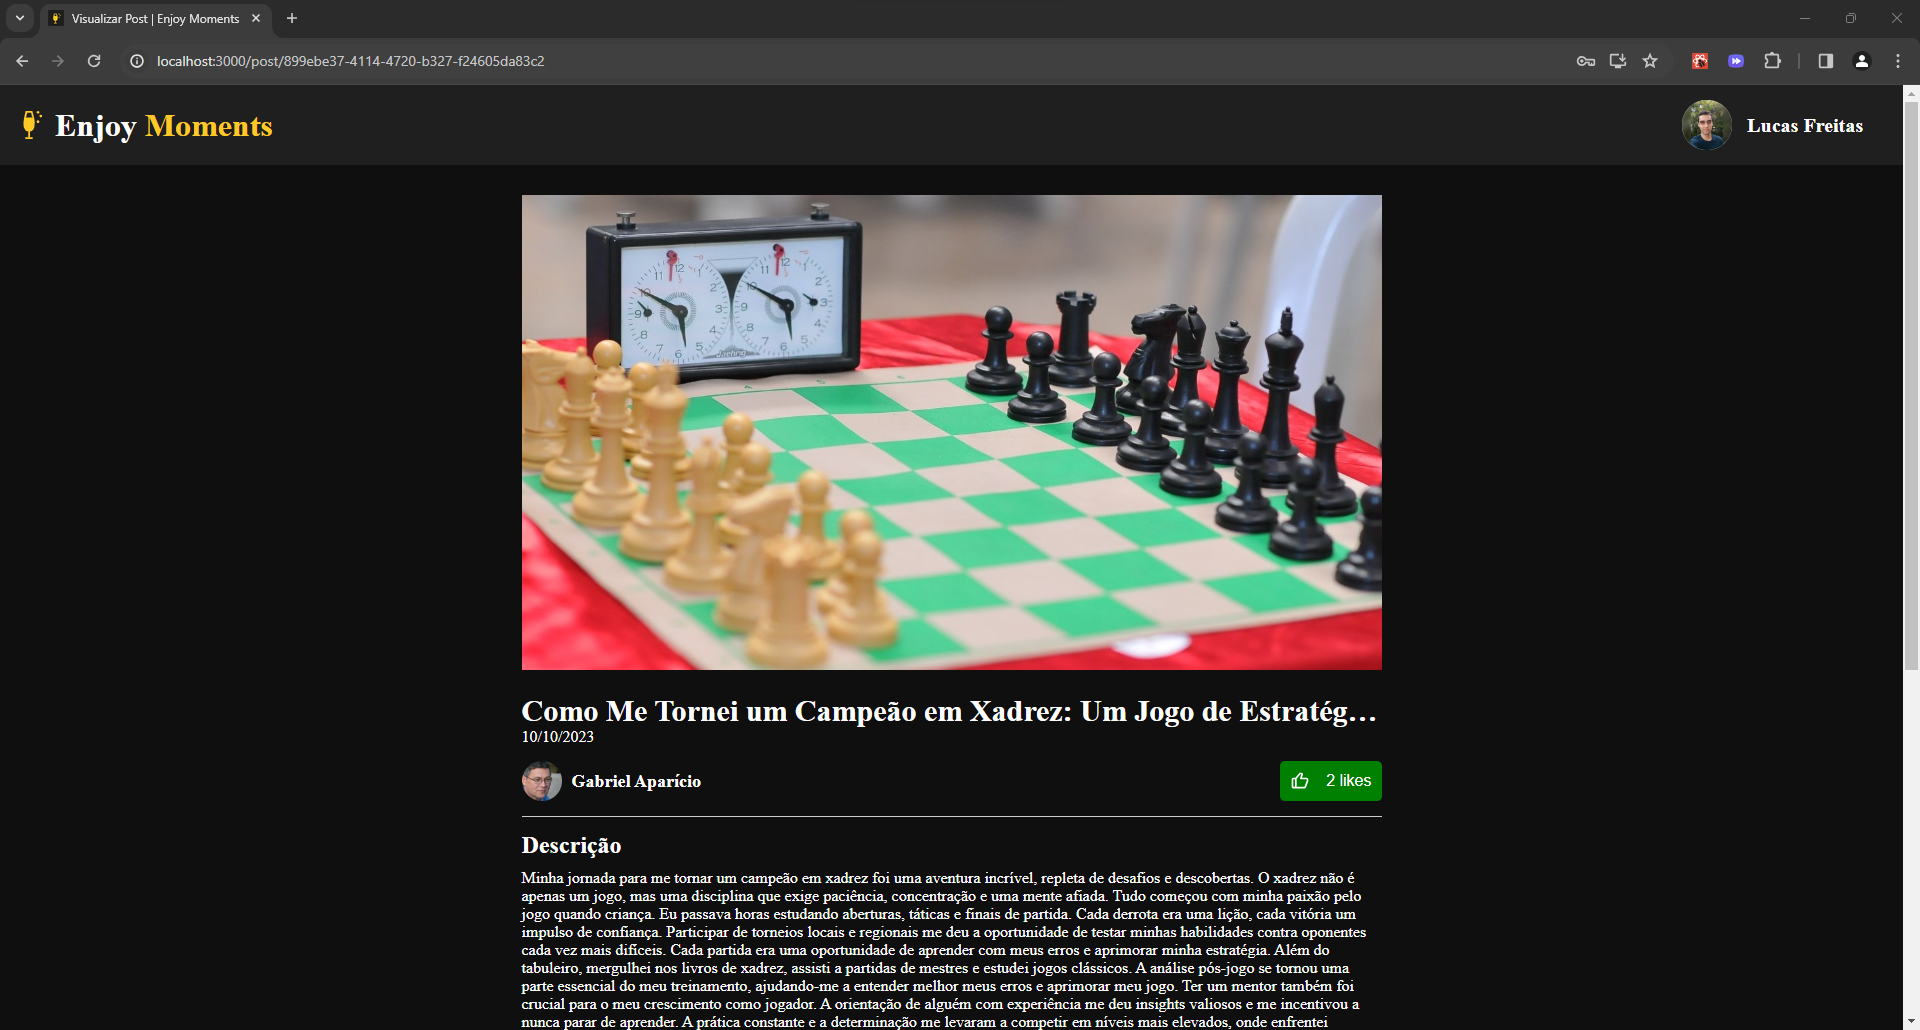 Visualizar Post | Enjoy Moments
localhost:3000/post/899ebe37-4114-4720-b327-f24605da83c2
Enjoy Moments
Lucas Freitas
Como Me Tornei um Campeão em Xadrez: Um Jogo de Estratég…
10/10/2023
Gabriel Aparício
2 likes
Descrição
Minha jornada para me tornar um campeão em xadrez foi uma aventura incrível, repleta de desafios e descobertas. O xadrez não é
apenas um jogo, mas uma disciplina que exige paciência, concentração e uma mente afiada. Tudo começou com minha paixão pelo
jogo quando criança. Eu passava horas estudando aberturas, táticas e finais de partida. Cada derrota era uma lição, cada vitória um
impulso de confiança. Participar de torneios locais e regionais me deu a oportunidade de testar minhas habilidades contra oponentes
cada vez mais difíceis. Cada partida era uma oportunidade de aprender com meus erros e aprimorar minha estratégia. Além do
tabuleiro, mergulhei nos livros de xadrez, assisti a partidas de mestres e estudei jogos clássicos. A análise pós-jogo se tornou uma
parte essencial do meu treinamento, ajudando-me a entender melhor meus erros e aprimorar meu jogo. Ter um mentor também foi
crucial para o meu crescimento como jogador. A orientação de alguém com experiência me deu insights valiosos e me incentivou a
nunca parar de aprender. A prática constante e a determinação me levaram a competir em níveis mais elevados, onde enfrentei